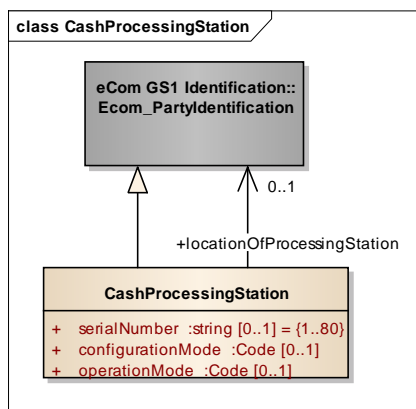 class CashProcessingStation
eCom GS1 Identification::
Ecom_PartyIdentification
0..1
+locationOfProcessingStation
CashProcessingStation
+ serialNumber :string [0..1] = {1..80}
+ configurationMode :Code [0..1]
+ operationMode :Code [0..1]